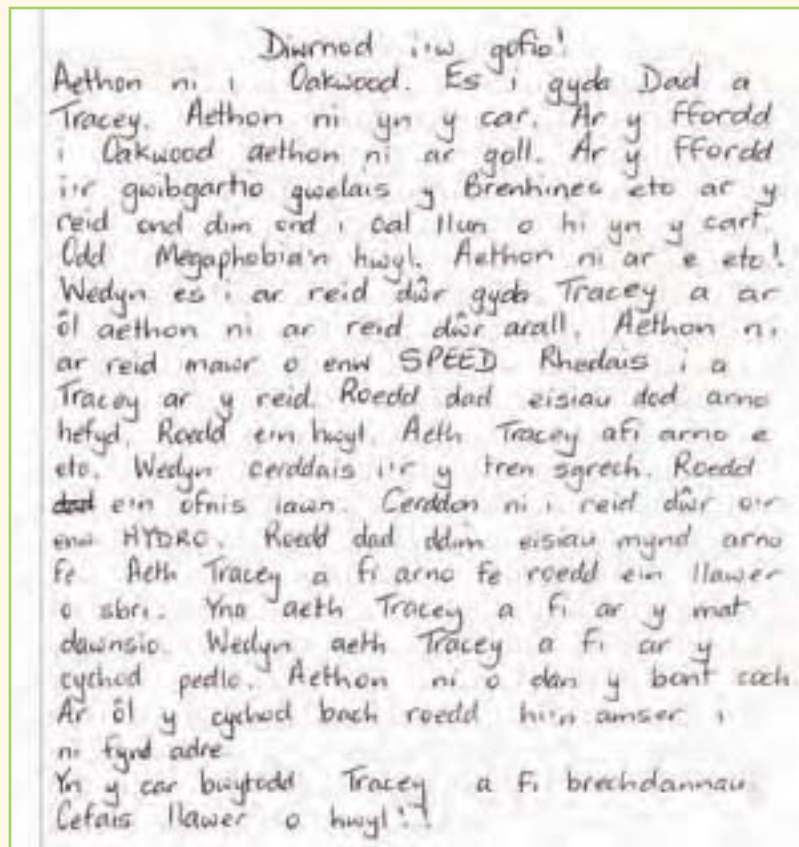 Diwrnod i'w gofio!
Aethon ni i Oakwood. Es i gyda Dad a
Tracey. Aethon ni yn y car. Ar y ffordd
i Oakwood aethon ni ar goll. Ar y ffordd
i'r gwibgartio gwelais y Brenhines eto ar y
reid ond dim ond i cal llun o hi yn y cart.
Odd Megaphobia'n hwyl. Aethon ni ar e eto!
Wedyn es i ar reid dŵr gyda Tracey a ar
ôl aethon ni ar reid dŵr arall. Aethon ni
ar reid mawr o enw SPEED. Rhedais i a
Tracey ar y reid. Roedd dad eisiau dod arno
hefyd. Roedd e'n hwyl. Aeth Tracey a fi arno e
eto. Wedyn cerddais i'r y tren sgrech. Roedd
e'n ofnis iawn. Cerddon ni i reid dŵr o'r
enw HYDRO. Roedd dad ddim eisiau mynd arno
fe. Aeth Tracey a fi arno fe roedd e'n llawer
o sbri. Yna aeth Tracey a fi ar y mat
dawnsio. Wedyn aeth Tracey a fi ar y
cychod pedlo. Aethon ni o dan y bont coch.
Ar ôl y cychod bach roedd hi'n amser i
ni fynd adre
Yn y car bwytodd Tracey a fi brechdannau.
Cefais llawer o hwyl!!